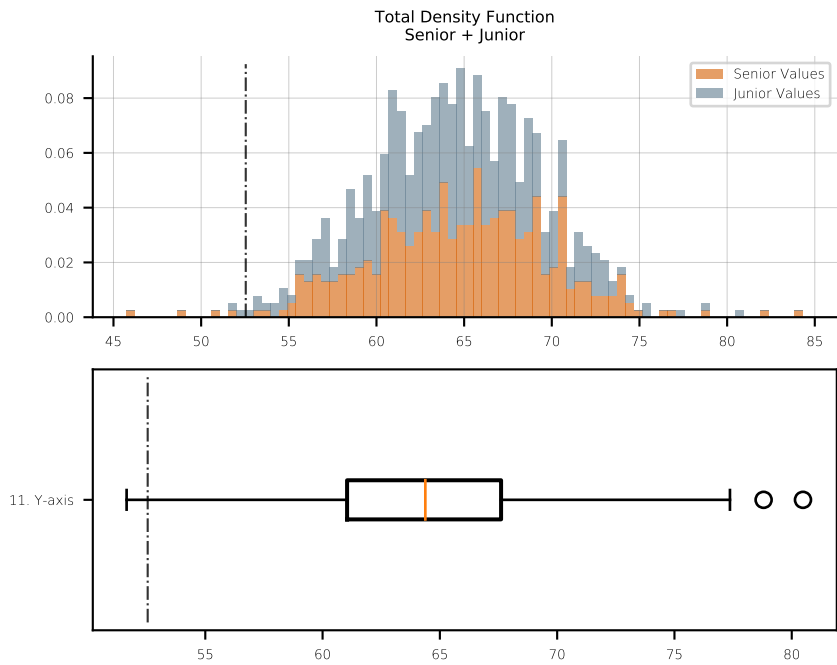 Total Density Function
Senior + Junior
Senior Values
Junior Values
0.08
0.06
0.04
0.02
0.00
45 50 55 60 65 70 75 80 85
11. Y-axis
55 60 65 70 75 80